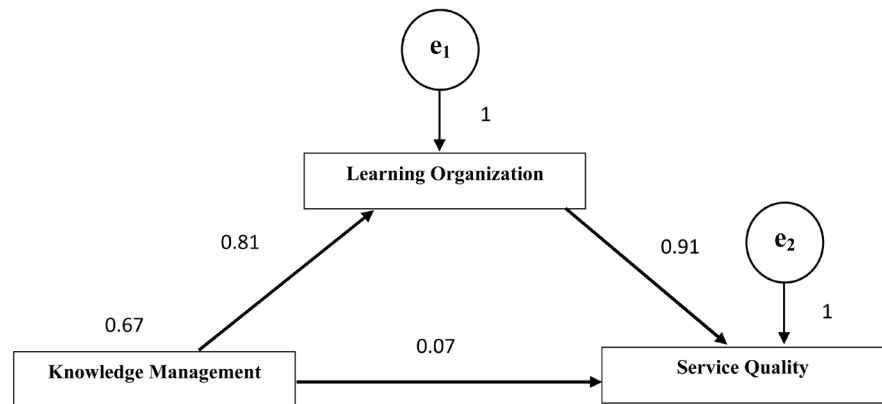 e1
1
Learning Organization
0.81
0.91
e2
0.67
0.07
1
Knowledge Management
Service Quality